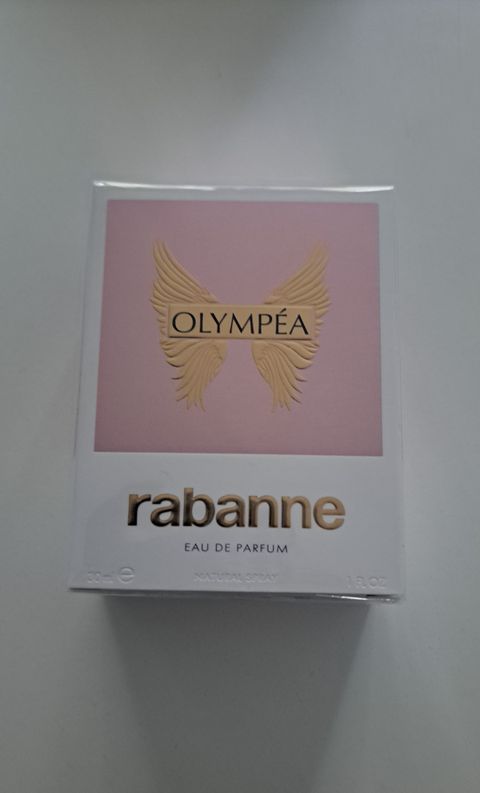 OLYMPÉA
rabanne
EAU DE PARFUM
30 ml ℮ NATURAL SPRAY 1 FL OZ